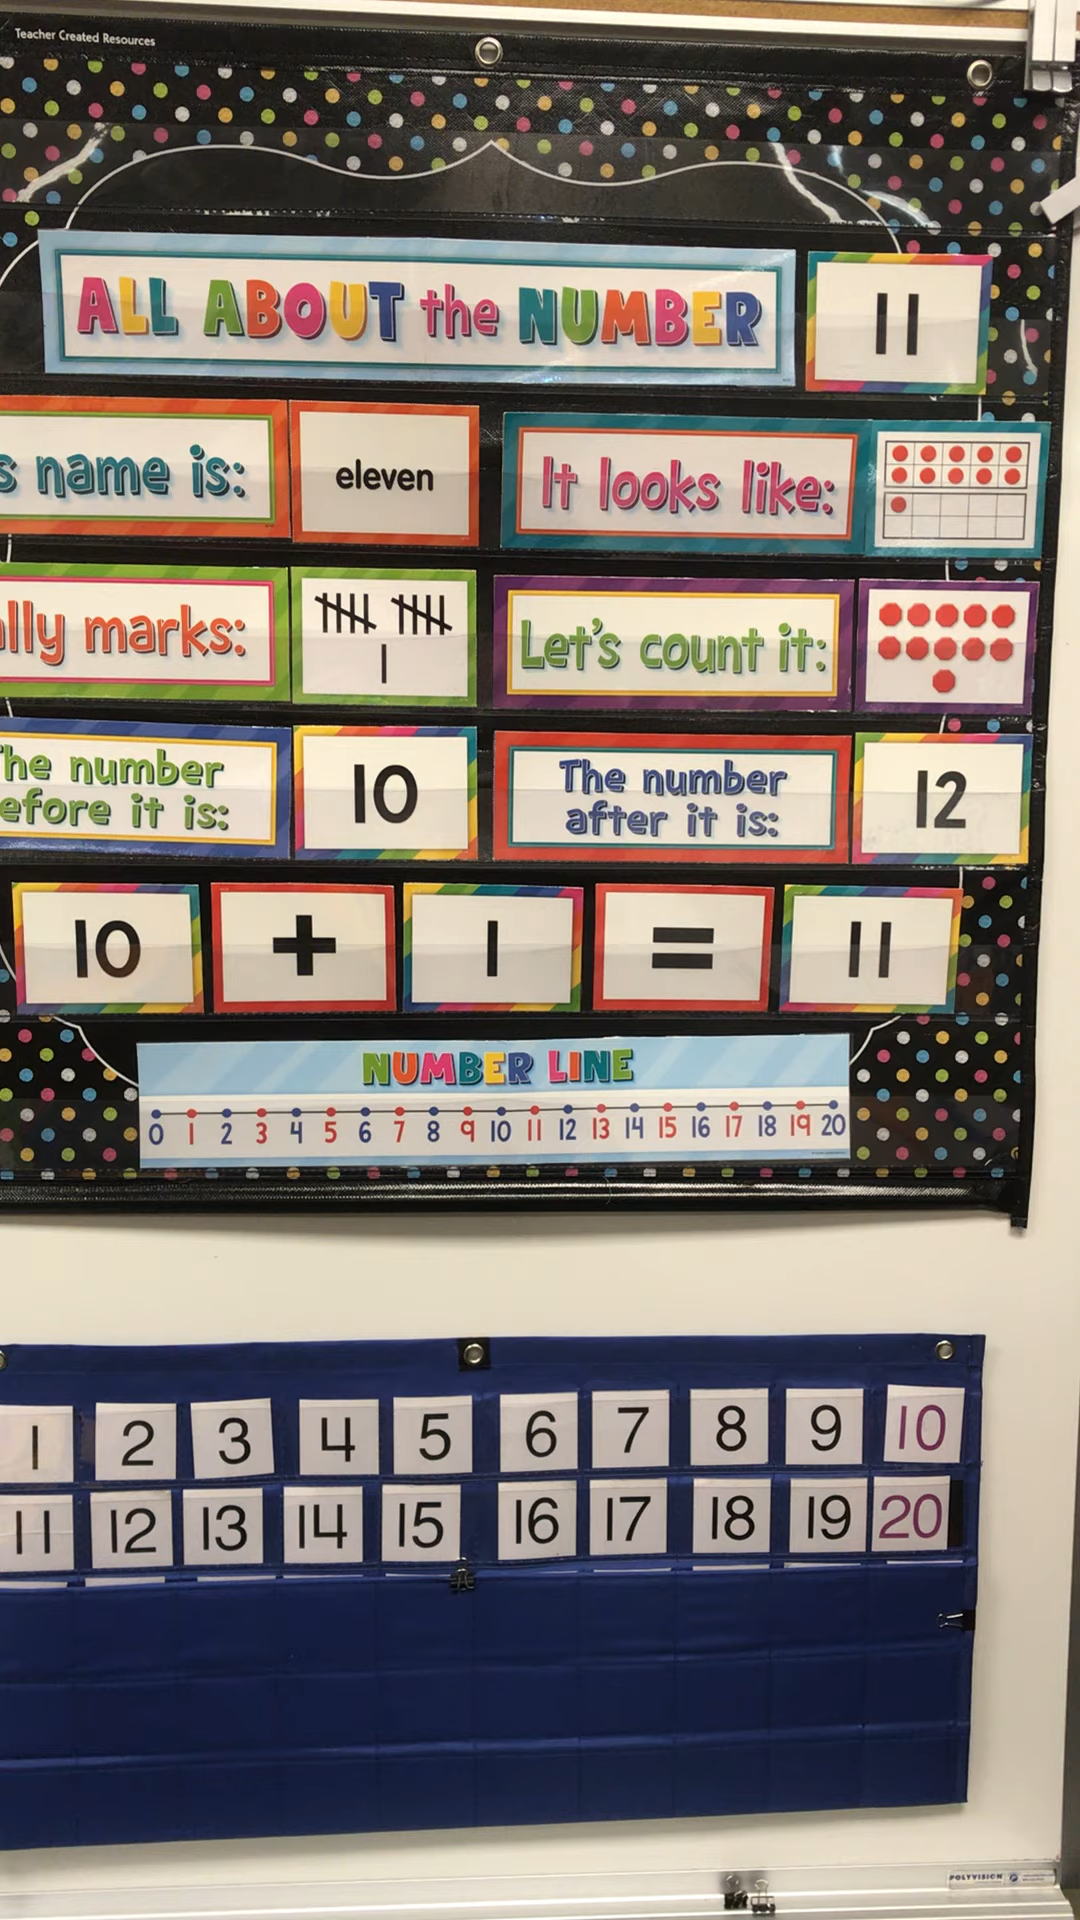 Teacher Created Resources
ALL ABOUT the NUMBER 11
s name is: eleven It looks like:
lly marks: Let's count it:
he number
efore it is: 10 The number
after it is: 12
10 + 1 = 11
NUMBER LINE
0 1 2 3 4 5 6 7 8 9 10 11 12 13 14 15 16 17 18 19 20
1 2 3 4 5 6 7 8 9 10
11 12 13 14 15 16 17 18 19 20
POLYVISION